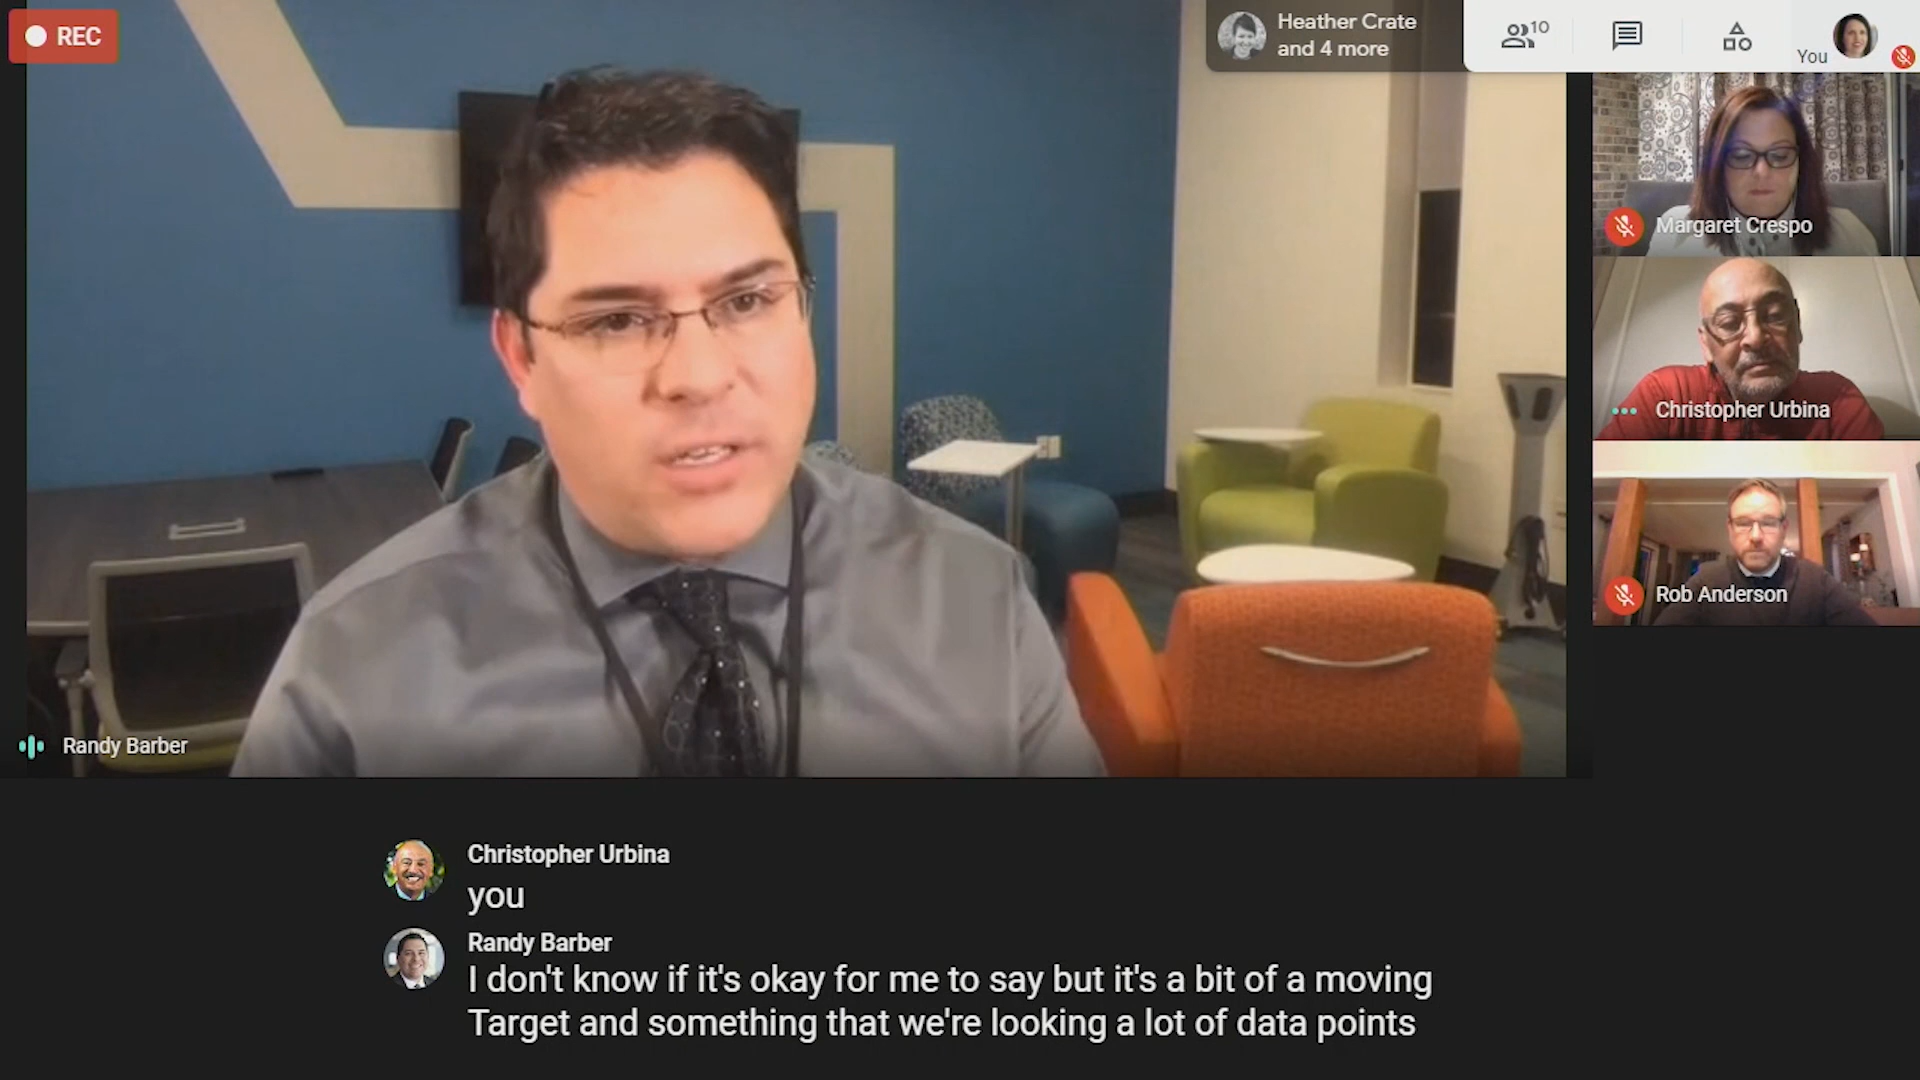 REC
Heather Crate
and 4 more
10
You
Margaret Crespo
Christopher Urbina
Rob Anderson
Randy Barber
Christopher Urbina
you
Randy Barber
I don't know if it's okay for me to say but it's a bit of a moving
Target and something that we're looking a lot of data points